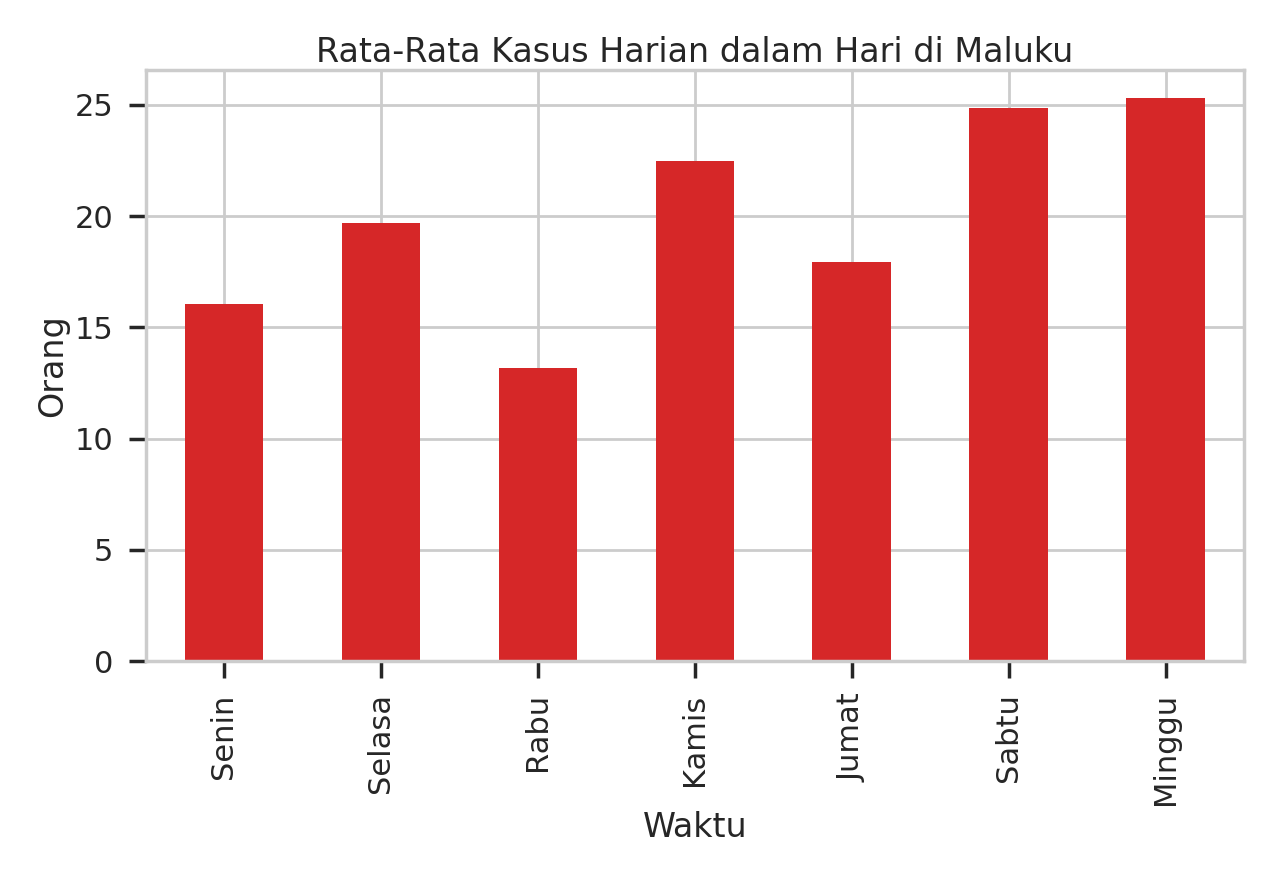 Rata-Rata Kasus Harian dalam Hari di Maluku
Orang
25
20
15
10
5
0
Senin
Selasa
Rabu
Kamis
Jumat
Sabtu
Minggu
Waktu